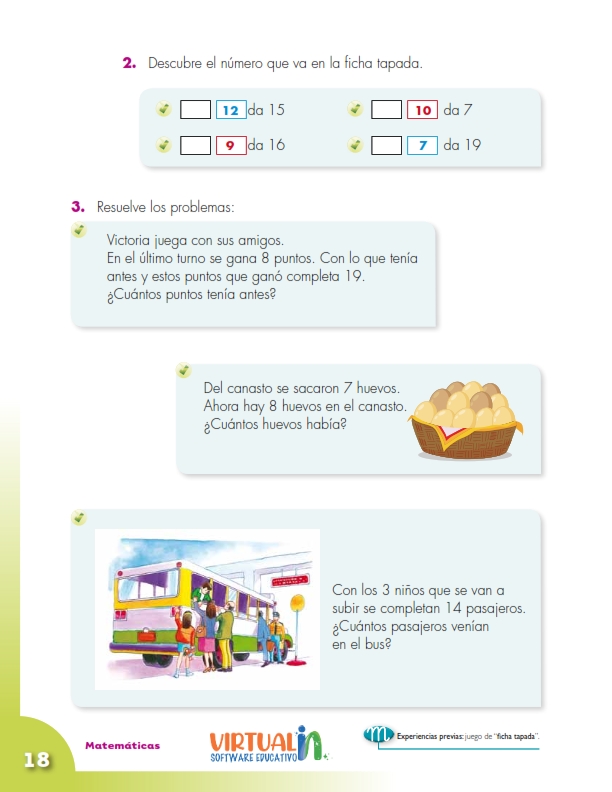 2. Descubre el número que va en la ficha tapada.
12 da 15
10 da 7
9 da 16
7 da 19
3. Resuelve los problemas:
Victoria juega con sus amigos.
En el último turno se gana 8 puntos. Con lo que tenía
antes y estos puntos que ganó completa 19.
¿Cuántos puntos tenía antes?
Del canasto se sacaron 7 huevos.
Ahora hay 8 huevos en el canasto.
¿Cuántos huevos había?
Con los 3 niños que se van a
subir se completan 14 pasajeros.
¿Cuántos pasajeros venían
en el bus?
18
Matemáticas
VIRTUAL in
SOFTWARE EDUCATIVO
m Experiencias previas: juego de "ficha tapada".